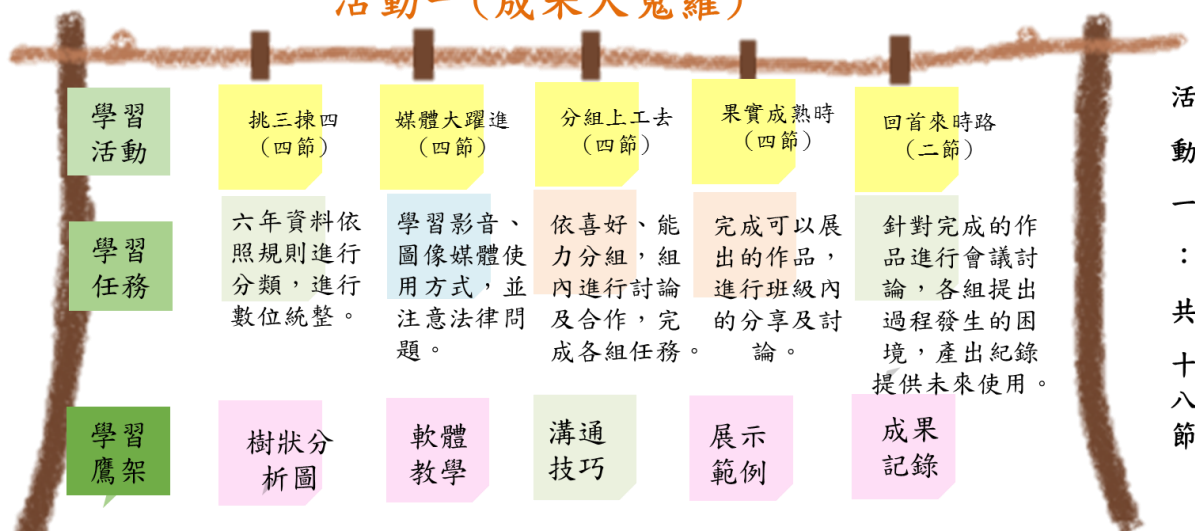 活動一(成果大蒐羅)
學習
活動
挑三揀四
(四節)
媒體大躍進
(四節)
分組上工去
(四節)
果實成熟時
(四節)
回首來時路
(二節)
學習
任務
六年資料依
照規則進行
分類，進行
數位統整。
學習影音、
圖像媒體使
用方式，並
注意法律問
題。
依喜好、能
力分組，組
內進行討論
及合作，完
成各組任務。
完成可以展
出的作品，
進行班級內
的分享及討
論。
針對完成的作
品進行會議討
論，各組提出
過程發生的困
境，產出紀錄
提供未來使用。
學習
鷹架
樹狀分
析圖
軟體
教學
溝通
技巧
展示
範例
成果
記錄
活動一：共十八節